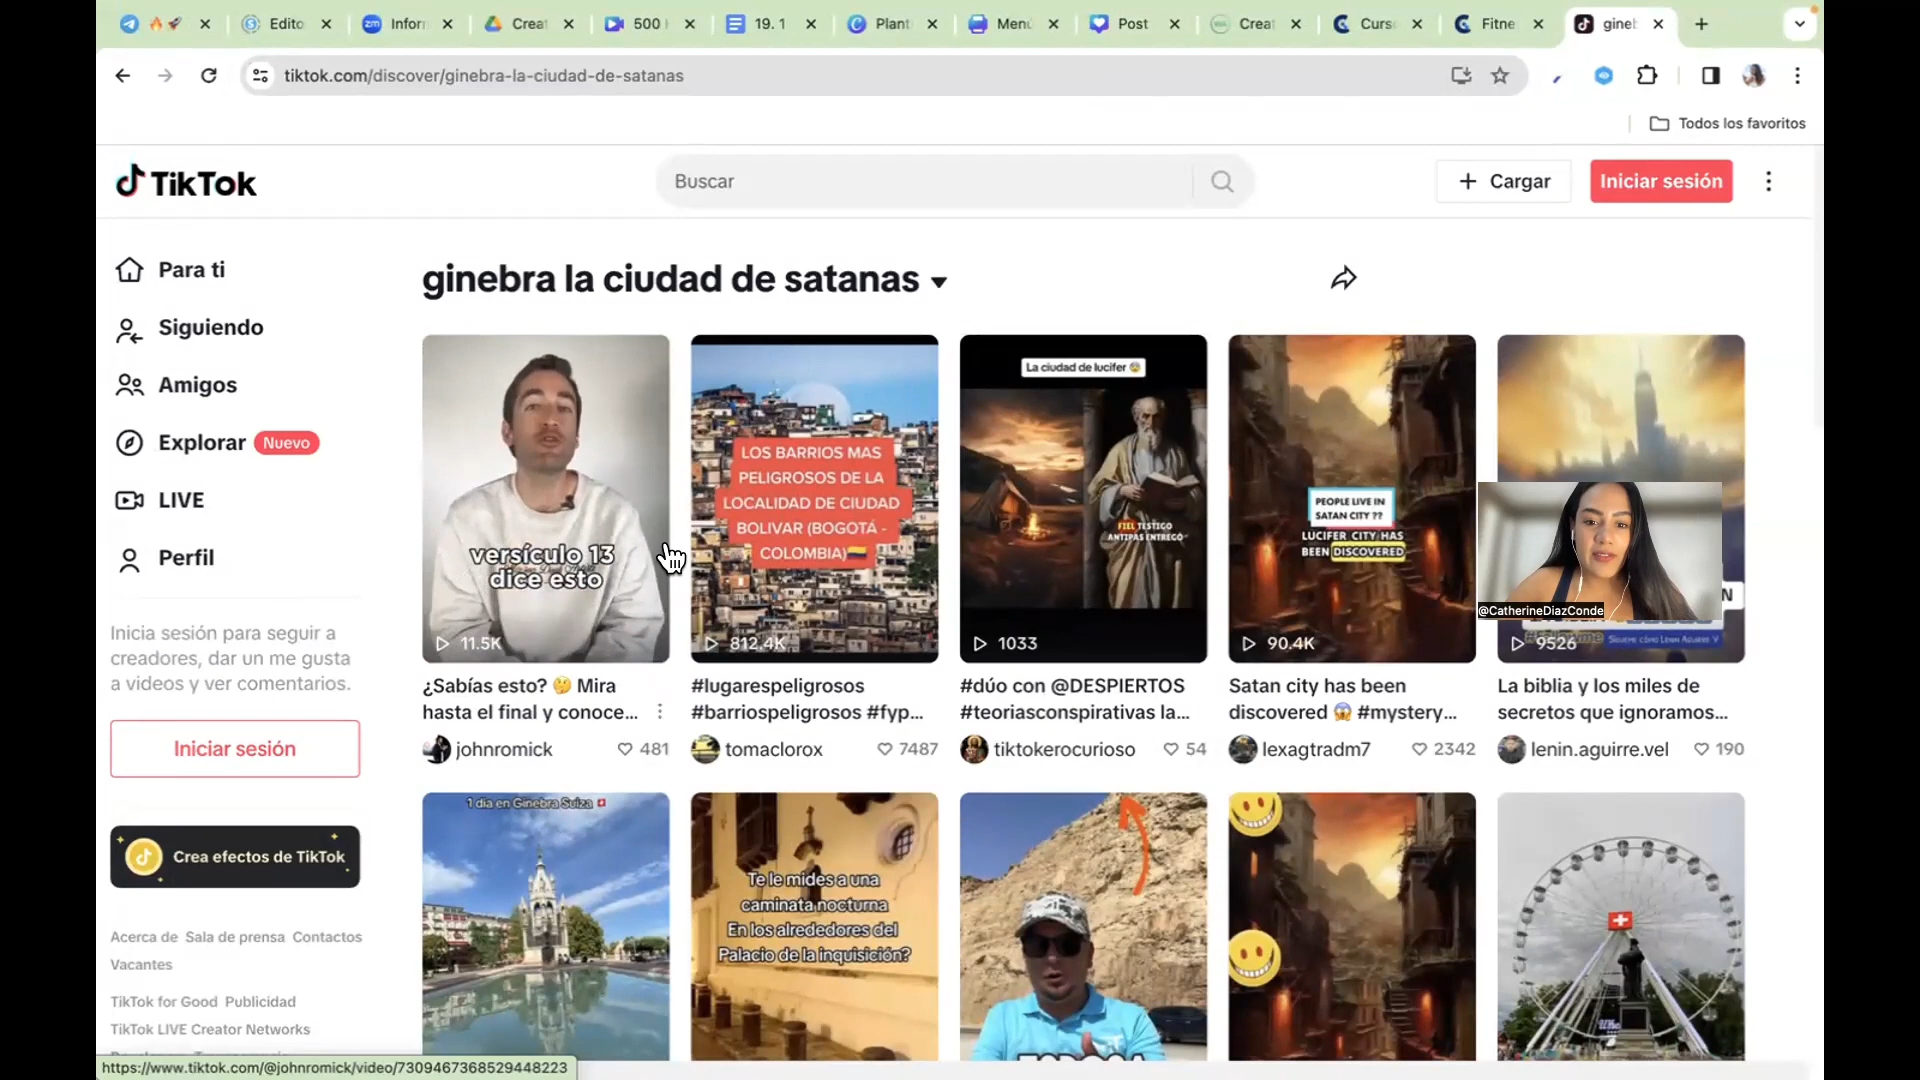 Edito
Inform
Creat
500
19. 1
Plant
Menú
Post
Creat
Curso
Fitne
gineb
tiktok.com/discover/ginebra-la-ciudad-de-satanas
Todos los favoritos
TikTok
Buscar
+ Cargar
Iniciar sesión
Para ti
Siguiendo
Amigos
Explorar Nuevo
LIVE
Perfil
Inicia sesión para seguir a
creadores, dar un me gusta
a videos y ver comentarios.
Iniciar sesión
Crea efectos de TikTok
Acerca de Sala de prensa Contactos
Vacantes
TikTok for Good Publicidad
TikTok LIVE Creator Networks
https://www.tiktok.com/@johnromick/video/7309467368529448223
ginebra la ciudad de satanas
versículo 13
dice esto
11.5K
¿Sabías esto? 🤔 Mira
hasta el final y conoce...
johnromick 481
LOS BARRIOS MAS
PELIGROSOS DE LA
LOCALIDAD DE CIUDAD
BOLIVAR (BOGOTÁ -
COLOMBIA)🇨🇴
812.4K
#lugarespeligrosos
#barriospeligrosos #fyp...
tomaclorox 7487
La ciudad de lucifer 😨
FIEL TESTIGO
ANTIPAS ENTREGÓ
1033
#dúo con @DESPIERTOS
#teoriasconspirativas la...
tiktokerocurioso 54
PEOPLE LIVE IN
SATAN CITY ??
LUCIFER CITY HAS
BEEN DISCOVERED
90.4K
Satan city has been
discovered 😱 #mystery...
lexagtradm7 2342
@CatherineDiazConde
N
SIGUEME CÓMO LENIN AGUIRRE V
9526
La biblia y los miles de
secretos que ignoramos...
lenin.aguirre.vel 190
1 dia en Ginebra Suiza 🇨🇭
Te le mides a una
caminata nocturna
En los alrededores del
Palacio de la inquisición?